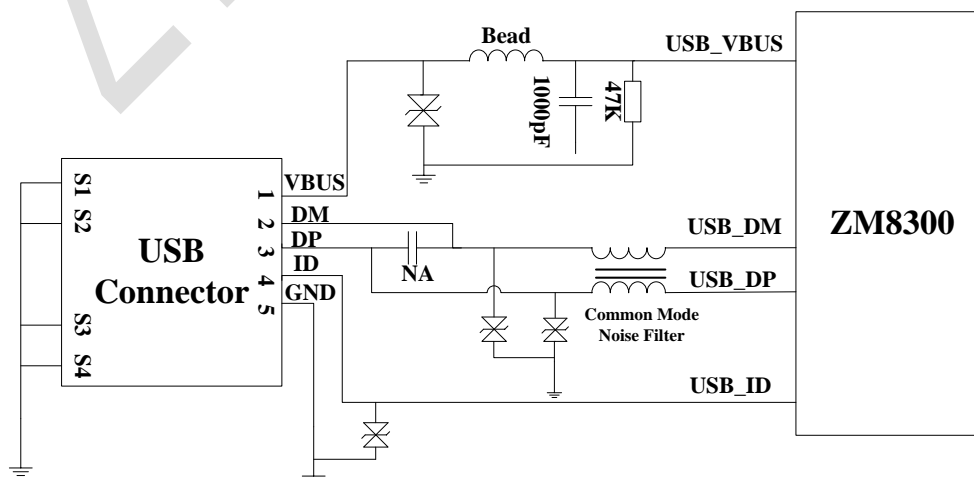 Bead
USB_VBUS
1000pF
47K
S1
S2
S3
S4
USB
Connector
1
2
3
4
5
VBUS
DM
DP
ID
GND
NA
USB_DM
USB_DP
Common Mode
Noise Filter
USB_ID
ZM8300